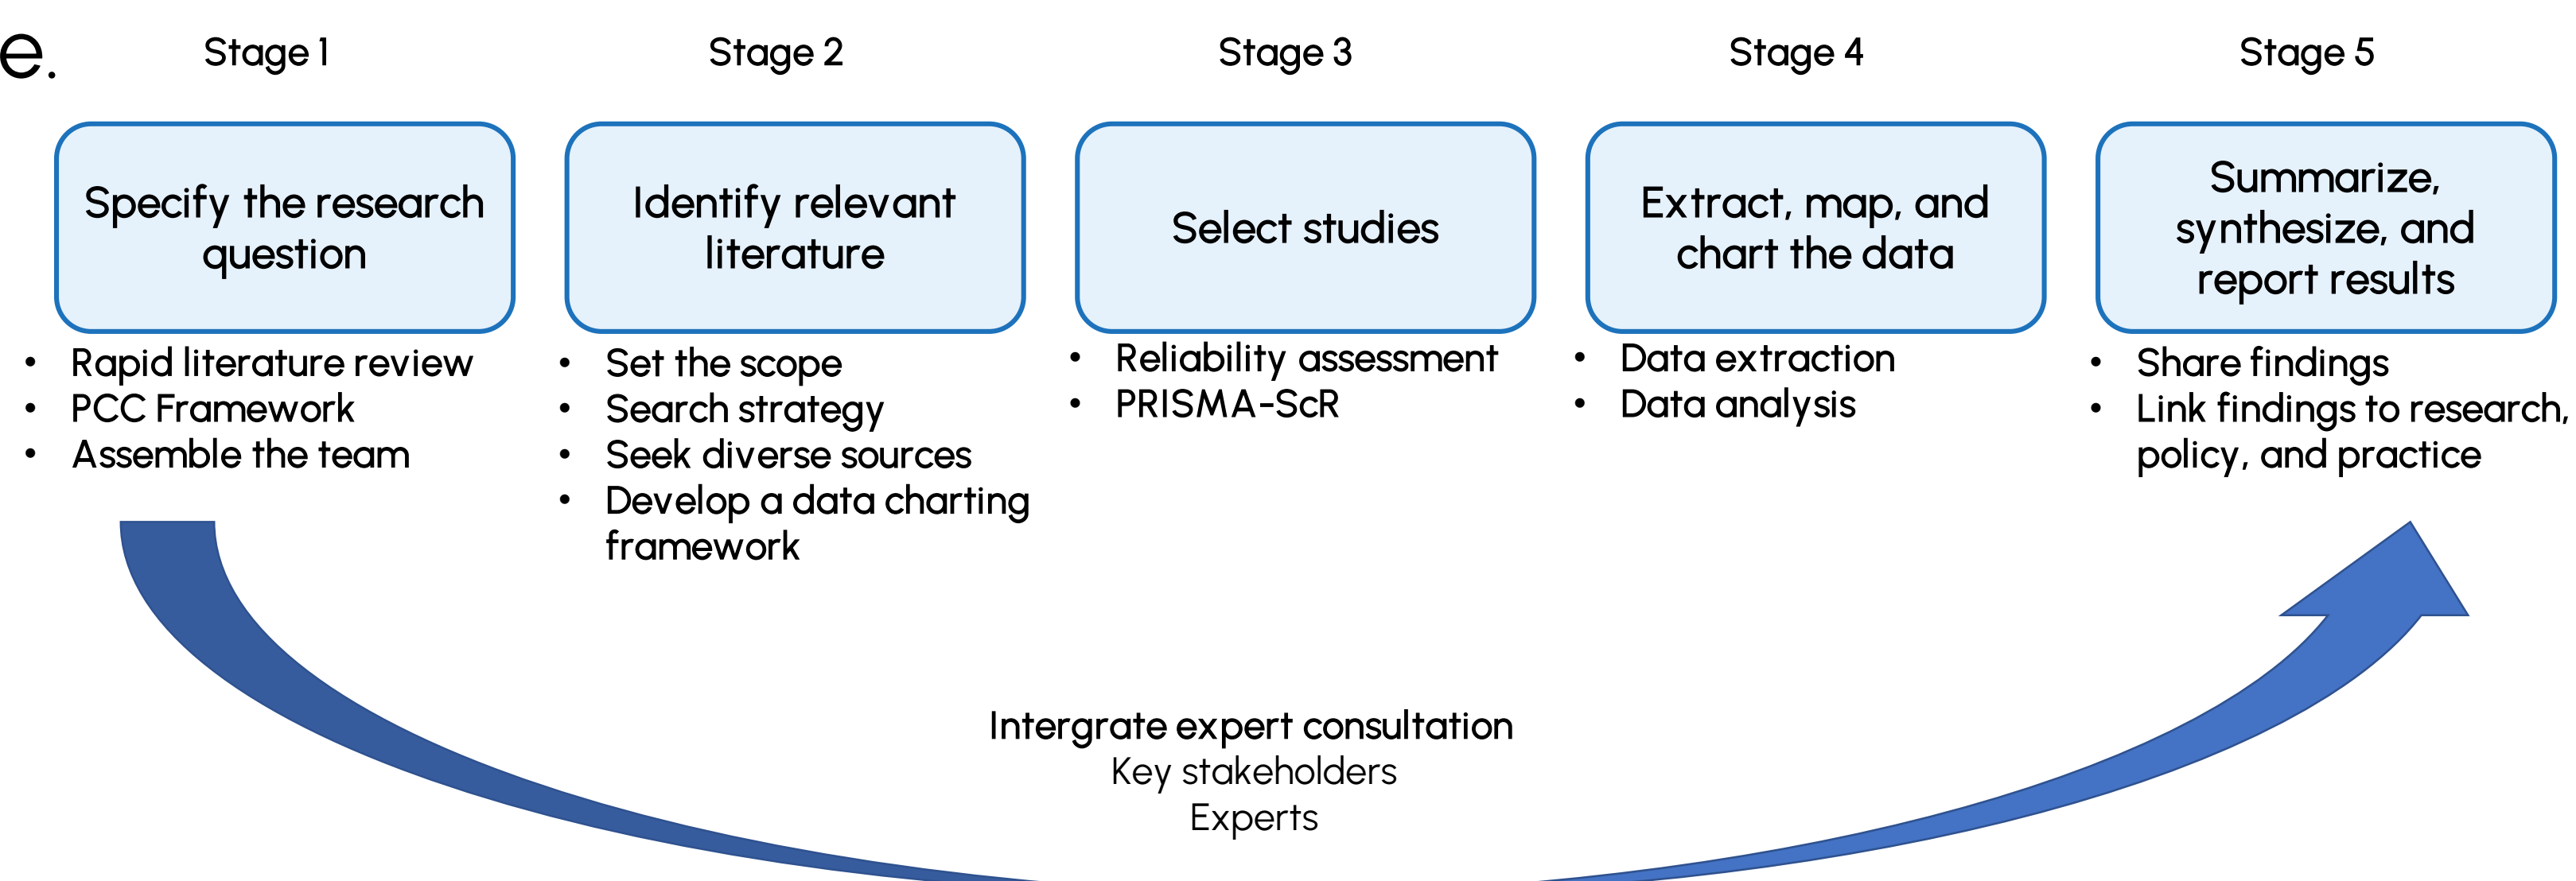 e.
Stage 1
Stage 2
Stage 3
Stage 4
Stage 5
Specify the research
question
Identify relevant
literature
Select studies
Extract, map, and
chart the data
Summarize,
synthesize, and
report results
• Rapid literature review
• PCC Framework
• Assemble the team
• Set the scope
• Search strategy
• Seek diverse sources
• Develop a data charting
framework
• Reliability assessment
• PRISMA-ScR
• Data extraction
• Data analysis
• Share findings
• Link findings to research,
policy, and practice
Intergrate expert consultation
Key stakeholders
Experts